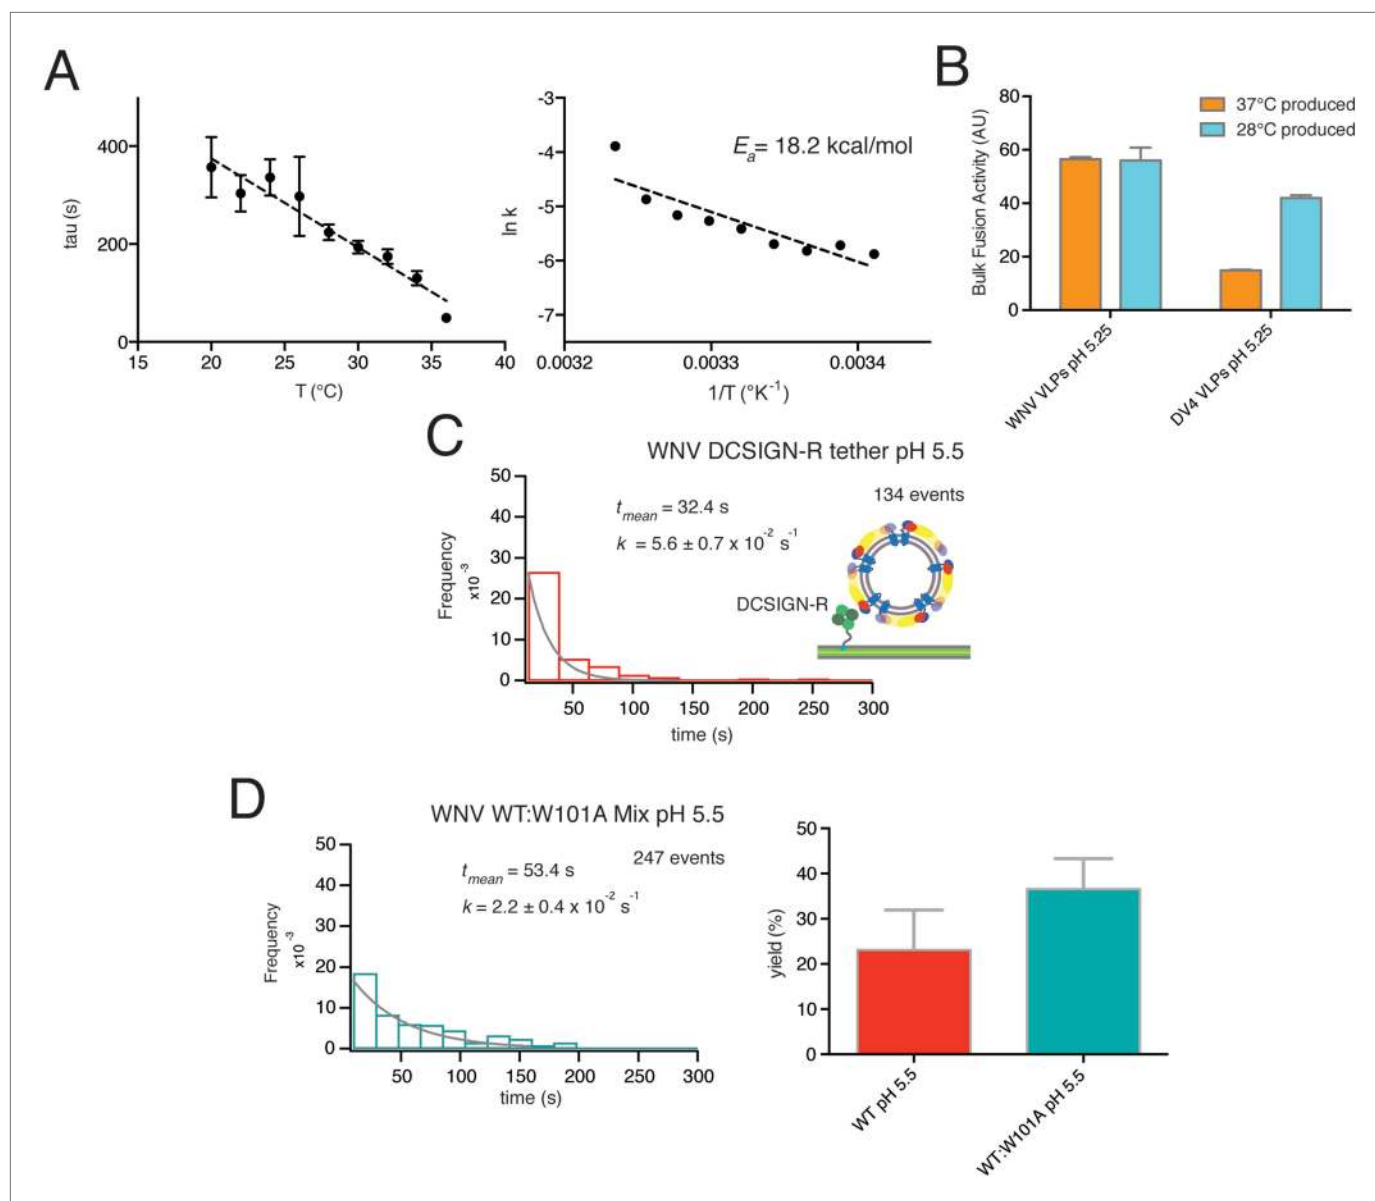 A
400
200
0
15
20
25
30
35
40
tau (s)
T (°C)
-3
-4
-5
-6
-7
ln k
0.0032
0.0033
0.0034
1/T (°K⁻¹)
Eₐ= 18.2 kcal/mol
B
80
60
40
20
0
Bulk Fusion Activity (AU)
37°C produced
28°C produced
WNV VLPs pH 5.25
DV4 VLPs pH 5.25
C
WNV DCSIGN-R tether pH 5.5
134 events
t_mean = 32.4 s
k = 5.6 ± 0.7 x 10⁻² s⁻¹
DCSIGN-R
50
40
30
20
10
0
Frequency
x10⁻³
50
100
150
200
250
300
time (s)
D
WNV WT:W101A Mix pH 5.5
247 events
t_mean = 53.4 s
k = 2.2 ± 0.4 x 10⁻² s⁻¹
50
40
30
20
10
0
Frequency
x10⁻³
50
100
150
200
250
300
time (s)
50
40
30
20
10
0
yield (%)
WT pH 5.5
WT:W101A pH 5.5